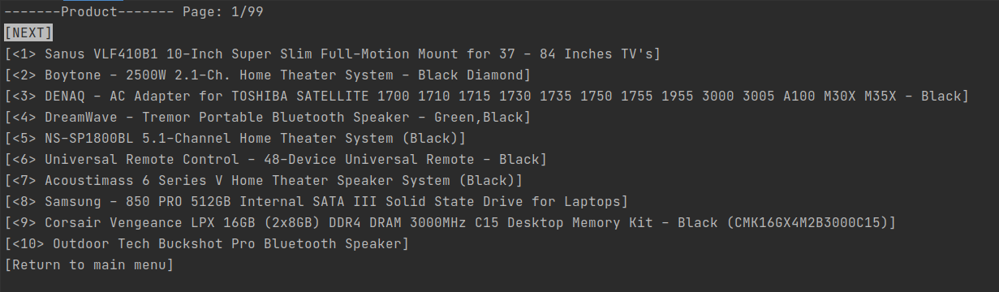 -------Product------- Page: 1/99
[NEXT]
[<1> Sanus VLF410B1 10-Inch Super Slim Full-Motion Mount for 37 - 84 Inches TV's]
[<2> Boytone - 2500W 2.1-Ch. Home Theater System - Black Diamond]
[<3> DENAQ - AC Adapter for TOSHIBA SATELLITE 1700 1710 1715 1730 1735 1750 1755 1955 3000 3005 A100 M30X M35X - Black]
[<4> DreamWave - Tremor Portable Bluetooth Speaker - Green,Black]
[<5> NS-SP1800BL 5.1-Channel Home Theater System (Black)]
[<6> Universal Remote Control - 48-Device Universal Remote - Black]
[<7> Acoustimass 6 Series V Home Theater Speaker System (Black)]
[<8> Samsung - 850 PRO 512GB Internal SATA III Solid State Drive for Laptops]
[<9> Corsair Vengeance LPX 16GB (2x8GB) DDR4 DRAM 3000MHz C15 Desktop Memory Kit - Black (CMK16GX4M2B3000C15)]
[<10> Outdoor Tech Buckshot Pro Bluetooth Speaker]
[Return to main menu]